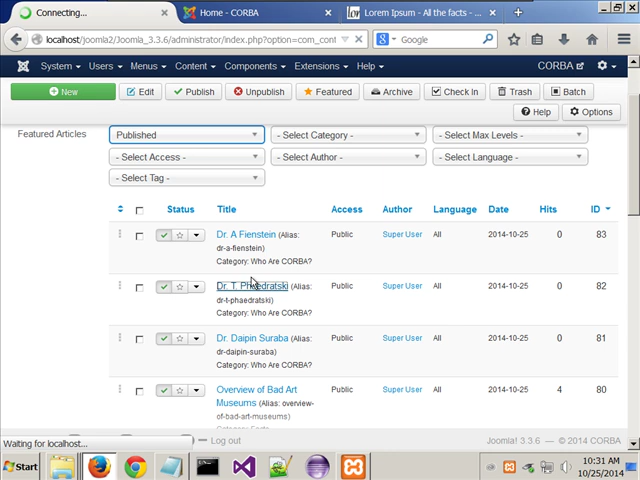 Connecting...
Home - CORBA
Lorem Ipsum - All the facts - ...
localhost/joomla2/Joomla_3.3.6/administrator/index.php?option=com_cont
Google
System Users Menus Content Components Extensions Help CORBA
New Edit Publish Unpublish Featured Archive Check In Trash Batch
Help Options
Featured Articles
Published - Select Category - - Select Max Levels -
- Select Access - - Select Author - - Select Language -
- Select Tag -
Status Title Access Author Language Date Hits ID
Dr. A Fienstein (Alias: Public Super User All 2014-10-25 0 83
dr-a-fienstein)
Category: Who Are CORBA?
Dr. T. Phaedratski (Alias: Public Super User All 2014-10-25 0 82
dr-t-phaedratski)
Category: Who Are CORBA?
Dr. Daipin Suraba (Alias: Public Super User All 2014-10-25 0 81
dr-daipin-suraba)
Category: Who Are CORBA?
Overview of Bad Art Public Super User All 2014-10-25 4 80
Museums (Alias: overview-
of-bad-art-museums)
Waiting for localhost...
Log out Joomla! 3.3.6 — © 2014 CORBA
Start
10:31 AM
10/25/2014